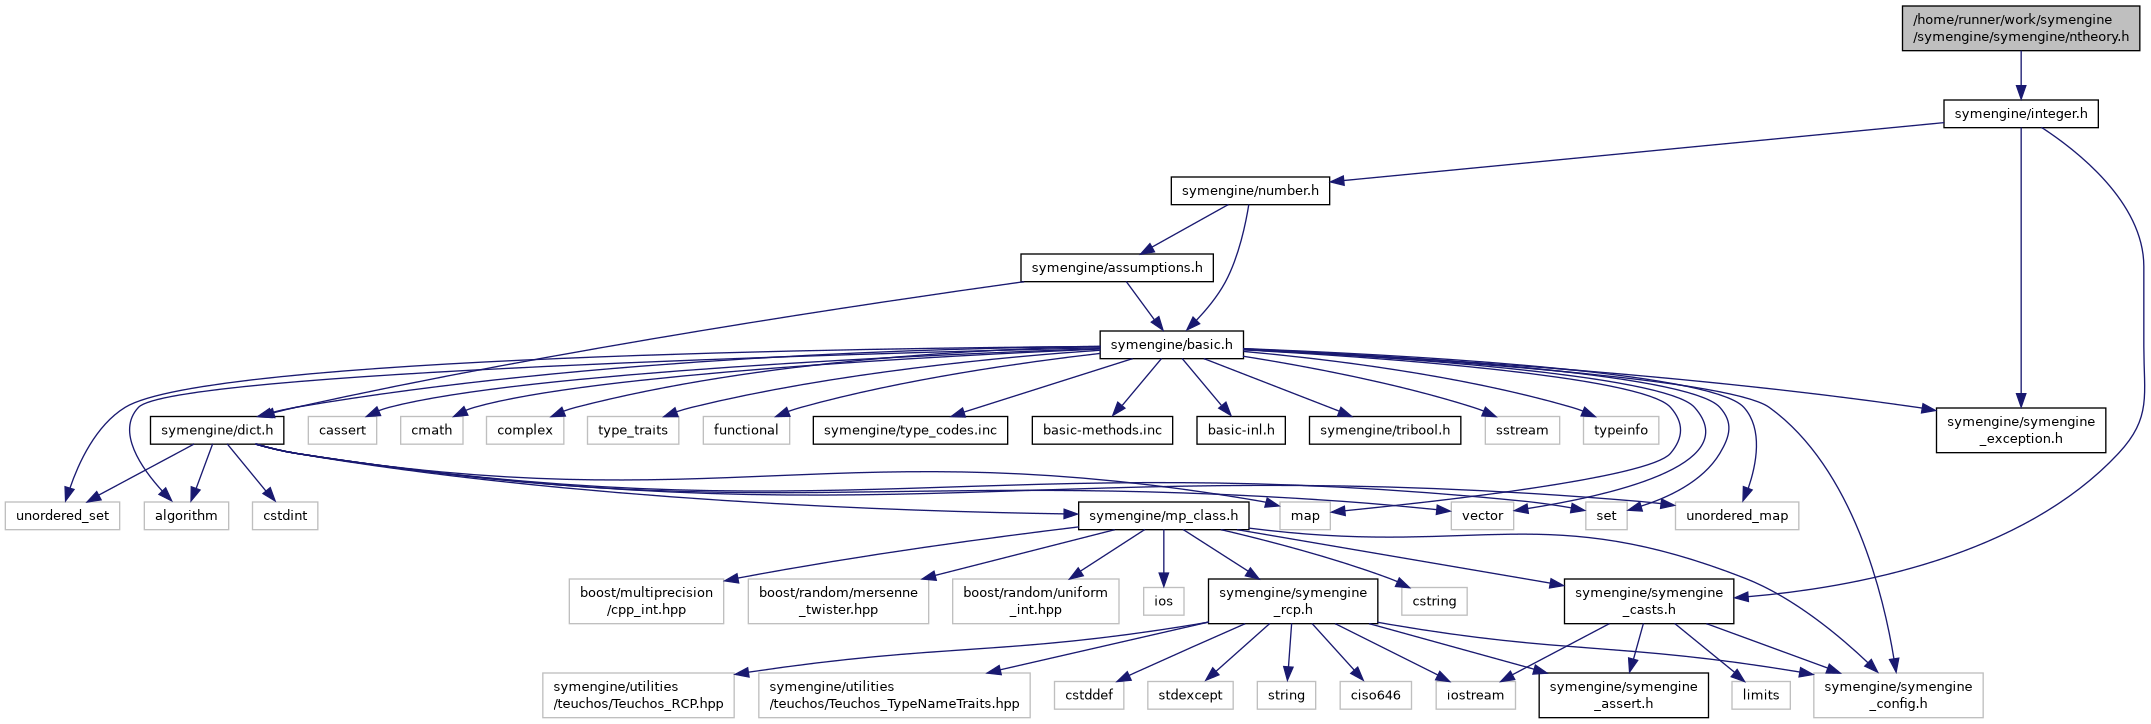 /home/runner/work/symengine
/symengine/symengine/ntheory.h
symengine/integer.h
symengine/number.h
symengine/assumptions.h
symengine/basic.h
symengine/dict.h
cassert
cmath
complex
type_traits
functional
symengine/type_codes.inc
basic-methods.inc
basic-inl.h
symengine/tribool.h
sstream
typeinfo
symengine/symengine
_exception.h
unordered_set
algorithm
cstdint
symengine/mp_class.h
map
vector
set
unordered_map
boost/multiprecision
/cpp_int.hpp
boost/random/mersenne
_twister.hpp
boost/random/uniform
_int.hpp
ios
symengine/symengine
_rcp.h
cstring
symengine/symengine
_casts.h
symengine/utilities
/teuchos/Teuchos_RCP.hpp
symengine/utilities
/teuchos/Teuchos_TypeNameTraits.hpp
cstddef
stdexcept
string
ciso646
iostream
symengine/symengine
_assert.h
limits
symengine/symengine
_config.h